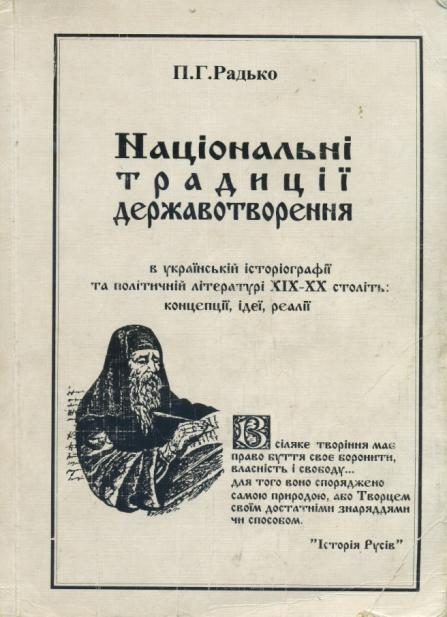 П.Г.Радько
Національні
традиції
державотворення
в українській історіографії
та політичній літературі XIX-XX століть:
концепції, ідеї, реалії
Всіляке творіння має
право буття своє боронити,
власність і свободу...
для того воно споряджено
самою природою, або Творцем
своїм достатніми знаряддями
чи способом.
"Історія Русів"